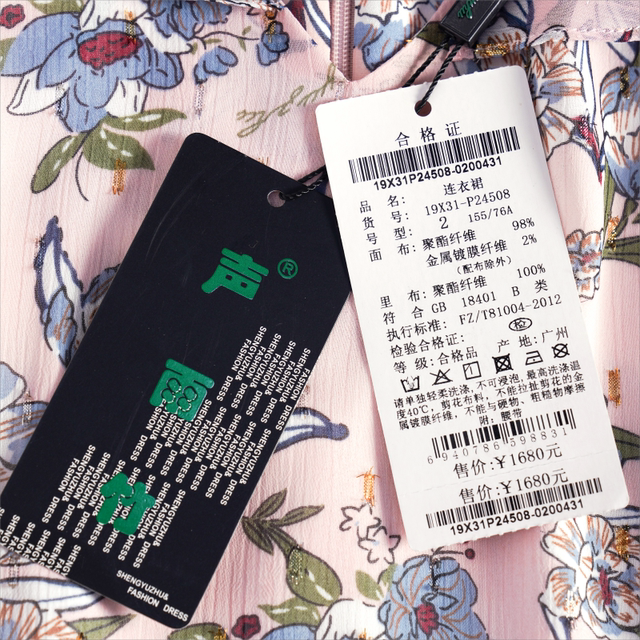 声®
雨
竹
SHENGYUZHU&
FASHION DRESS
合格证
19X31P24508-0200431
品名: 连衣裙
货号: 19X31-P24508
号型: 2 155/76A
面布: 聚酯纤维 98%
金属镀膜纤维 2%
(配布除外)
里布: 聚酯纤维 100%
符合GB 18401 B 类
执行标准: FZ/T81004-2012
检验合格证: 检
等级: 合格品 产地: 广州
请单独轻柔洗涤, 不可浸泡, 最高洗涤温
度40℃, 剪花布料, 不能拉扯剪花的金
属镀膜纤维, 不能与硬物、粗糙物摩擦
附: 腰带
6940786598831
售价: ¥1680元
售价: ¥1680元
19X31P24508-0200431